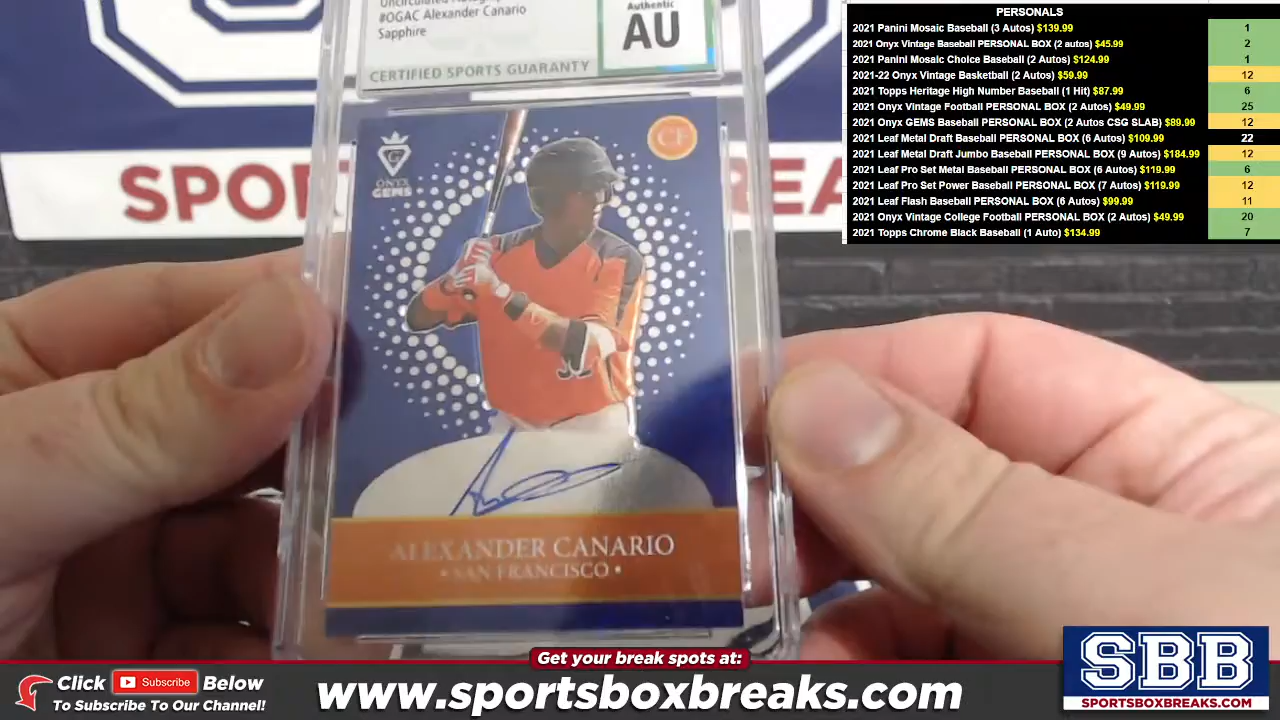 Uncirculated
#OGAC Alexander Canario
Sapphire
Authentic
AU
CERTIFIED SPORTS GUARANTY
G
ONYX
GEMS
CF
ALEXANDER CANARIO
• SAN FRANCISCO •
SPOR
EA
PERSONALS
2021 Panini Mosaic Baseball (3 Autos) $139.99 1
2021 Onyx Vintage Baseball PERSONAL BOX (2 autos) $45.99 2
2021 Panini Mosaic Choice Baseball (2 Autos) $124.99 1
2021-22 Onyx Vintage Basketball (2 Autos) $59.99 12
2021 Topps Heritage High Number Baseball (1 Hit) $87.99 6
2021 Onyx Vintage Football PERSONAL BOX (2 Autos) $49.99 25
2021 Onyx GEMS Baseball PERSONAL BOX (2 Autos CSG SLAB) $89.99 12
2021 Leaf Metal Draft Baseball PERSONAL BOX (6 Autos) $109.99 22
2021 Leaf Metal Draft Jumbo Baseball PERSONAL BOX (9 Autos) $184.99 12
2021 Leaf Pro Set Metal Baseball PERSONAL BOX (6 Autos) $119.99 6
2021 Leaf Pro Set Power Baseball PERSONAL BOX (7 Autos) $119.99 12
2021 Leaf Flash Baseball PERSONAL BOX (6 Autos) $99.99 11
2021 Onyx Vintage College Football PERSONAL BOX (2 Autos) $49.99 20
2021 Topps Chrome Black Baseball (1 Auto) $134.99 7
Get your break spots at:
Click Subscribe Below
To Subscribe To Our Channel!
www.sportsboxbreaks.com
SBB
SPORTSBOXBREAKS.COM